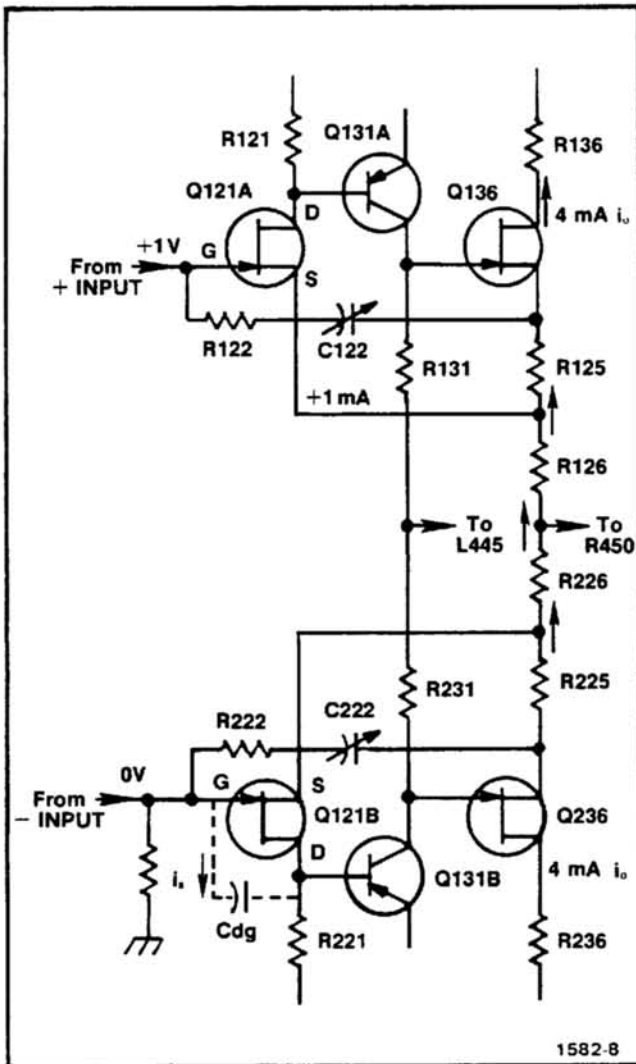 R121
Q131A
R136
Q121A
Q136
D
4 mA i₀
+1V
G
From
+ INPUT
S
R122
C122
R131
R125
+1 mA
R126
To
L445
To
R450
R226
R231
R225
R222
C222
0V
From
− INPUT
G
S
Q121B
Q236
D
iₛ
Q131B
4 mA i₀
Cdg
R221
R236
1582-8